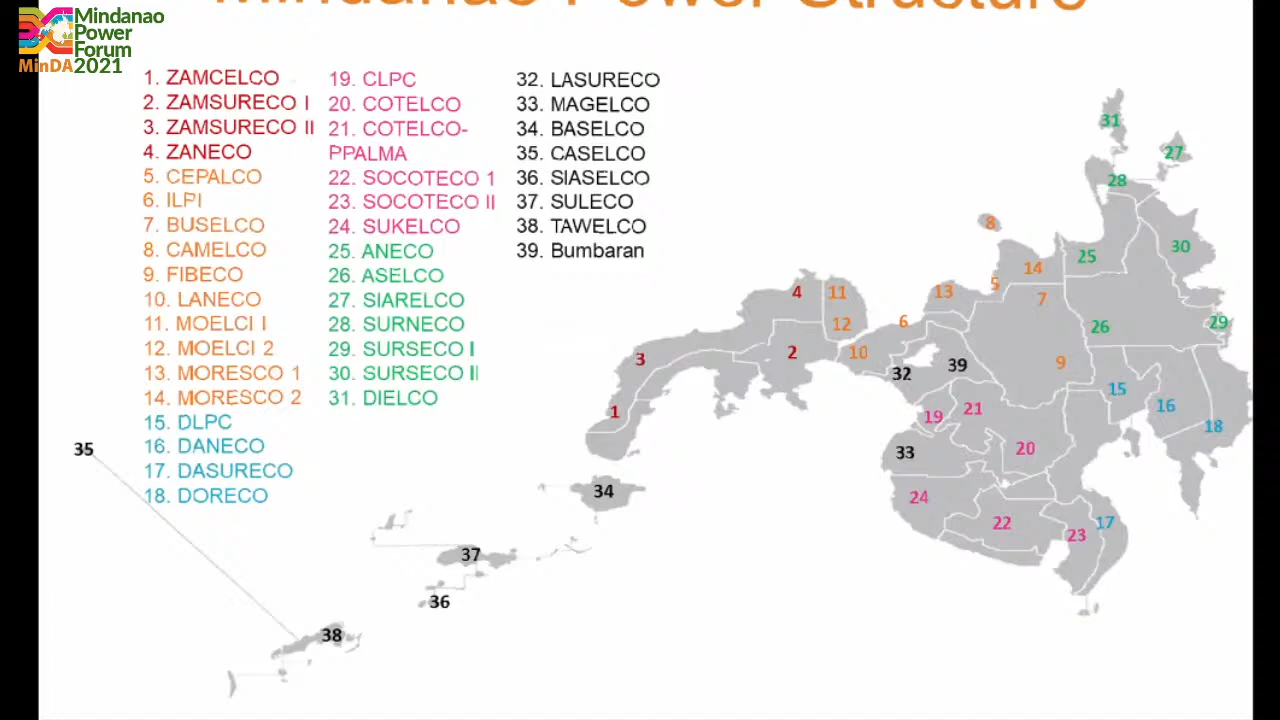 Mindanao Power Structure
Mindanao
Power
Forum
MinDA2021
1. ZAMCELCO
2. ZAMSURECO I
3. ZAMSURECO II
4. ZANECO
5. CEPALCO
6. ILPI
7. BUSELCO
8. CAMELCO
9. FIBECO
10. LANECO
11. MOELCI I
12. MOELCI 2
13. MORESCO 1
14. MORESCO 2
15. DLPC
16. DANECO
17. DASURECO
18. DORECO
19. CLPC
20. COTELCO
21. COTELCO-
PPALMA
22. SOCOTECO 1
23. SOCOTECO II
24. SUKELCO
25. ANECO
26. ASELCO
27. SIARELCO
28. SURNECO
29. SURSECO I
30. SURSECO II
31. DIELCO
32. LASURECO
33. MAGELCO
34. BASELCO
35. CASELCO
36. SIASELCO
37. SULECO
38. TAWELCO
39. Bumbaran
31
27
28
8
30
25
14
5
4
11
13
7
12
6
29
26
2
10
3
39
9
32
15
16
1
21
19
18
20
35
33
34
24
22
17
23
37
36
38